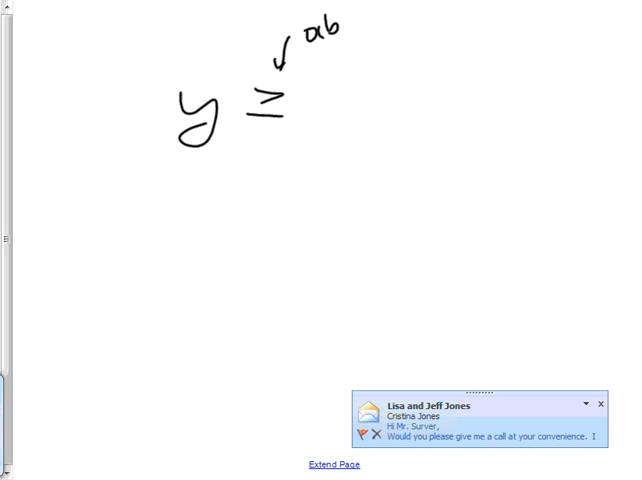 ab
y ≥
Lisa and Jeff Jones
Cristina Jones
Hi Mr. Surver,
Would you please give me a call at your convenience. I
Extend Page